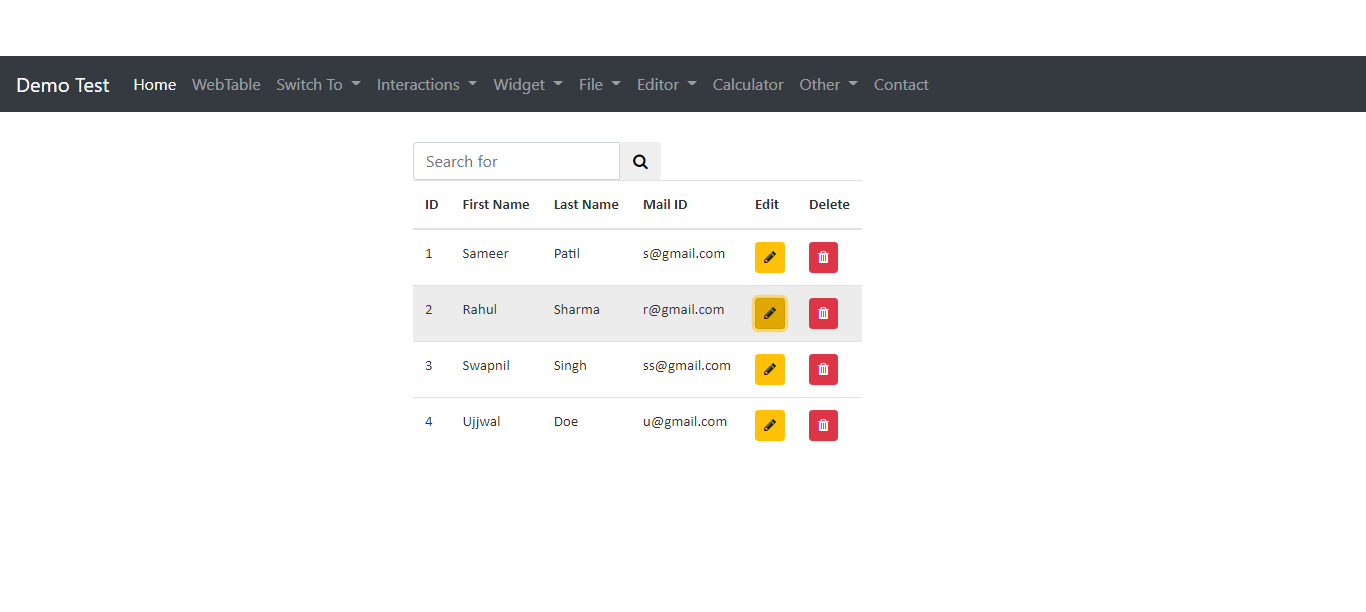 Demo Test Home WebTable Switch To Interactions Widget File Editor Calculator Other Contact
Search for
ID First Name Last Name Mail ID Edit Delete
1 Sameer Patil s@gmail.com
2 Rahul Sharma r@gmail.com
3 Swapnil Singh ss@gmail.com
4 Ujjwal Doe u@gmail.com